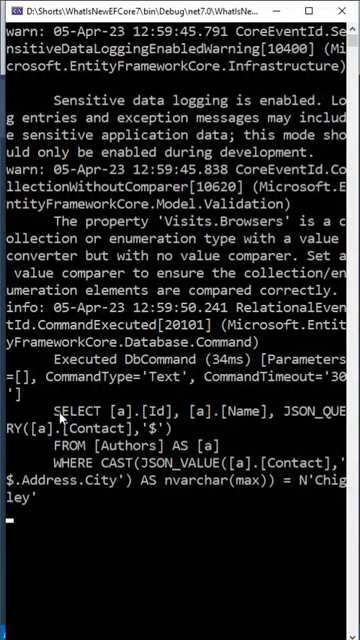 D:\Shorts\WhatIsNewEFCore7\bin\Debug\net7.0\WhatIsNewEF
warn: 05-Apr-23 12:59:45.791 CoreEventId.Se
nsitiveDataLoggingEnabledWarning[10400] (Mi
crosoft.EntityFrameworkCore.Infrastructure)
Sensitive data logging is enabled. Lo
g entries and exception messages may includ
e sensitive application data; this mode sho
uld only be enabled during development.
warn: 05-Apr-23 12:59:45.838 CoreEventId.Co
llectionWithoutComparer[10620] (Microsoft.E
ntityFrameworkCore.Model.Validation)
The property 'Visits.Browsers' is a c
ollection or enumeration type with a value
converter but with no value comparer. Set a
value comparer to ensure the collection/en
umeration elements are compared correctly.
info: 05-Apr-23 12:59:50.241 RelationalEven
tId.CommandExecuted[20101] (Microsoft.Entit
yFrameworkCore.Database.Command)
Executed DbCommand (34ms) [Parameters
=[], CommandType='Text', CommandTimeout='30
']
SELECT [a].[Id], [a].[Name], JSON_QUE
RY([a].[Contact],'$')
FROM [Authors] AS [a]
WHERE CAST(JSON_VALUE([a].[Contact],'
$.Address.City') AS nvarchar(max)) = N'Chig
ley'